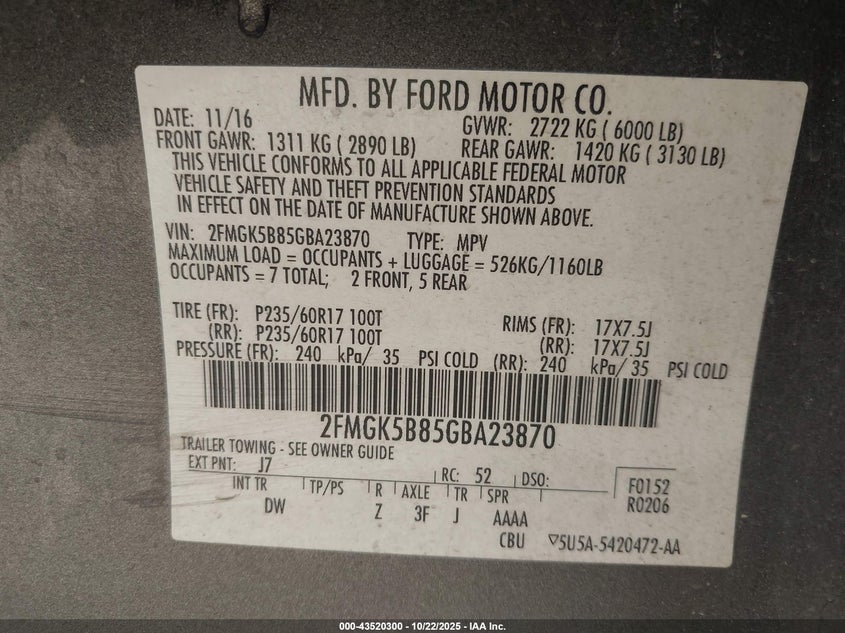 MFD. BY FORD MOTOR CO.
DATE: 11/16 GVWR: 2722 KG ( 6000 LB)
FRONT GAWR: 1311 KG ( 2890 LB) REAR GAWR: 1420 KG ( 3130 LB)
THIS VEHICLE CONFORMS TO ALL APPLICABLE FEDERAL MOTOR
VEHICLE SAFETY AND THEFT PREVENTION STANDARDS
IN EFFECT ON THE DATE OF MANUFACTURE SHOWN ABOVE.
VIN: 2FMGK5B85GBA23870 TYPE: MPV
MAXIMUM LOAD = OCCUPANTS + LUGGAGE = 526KG/1160LB
OCCUPANTS = 7 TOTAL; 2 FRONT, 5 REAR
TIRE (FR): P235/60R17 100T RIMS (FR): 17X7.5J
(RR): P235/60R17 100T (RR): 17X7.5J
PRESSURE (FR): 240 kPa/ 35 PSI COLD (RR): 240 kPa/ 35 PSI COLD
2FMGK5B85GBA23870
TRAILER TOWING - SEE OWNER GUIDE
EXT PNT: J7 RC: 52 DSO:
INT TR TP/PS R AXLE TR SPR F0152
DW Z 3F J AAAA R0206
CBU ▽5U5A-5420472-AA
000-43520300 - 10/22/2025 - IAA Inc.